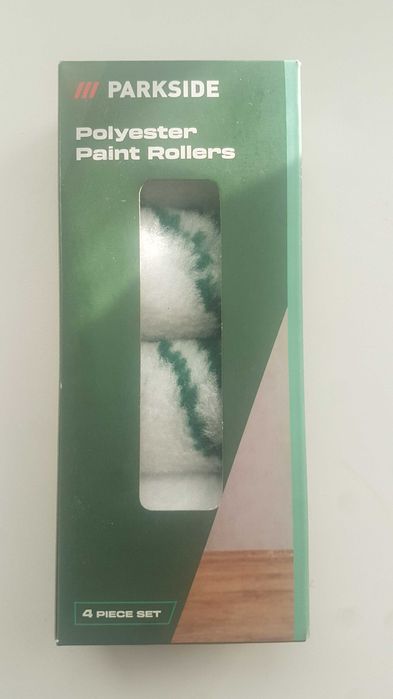 PARKSIDE
Polyester
Paint Rollers
4 PIECE SET